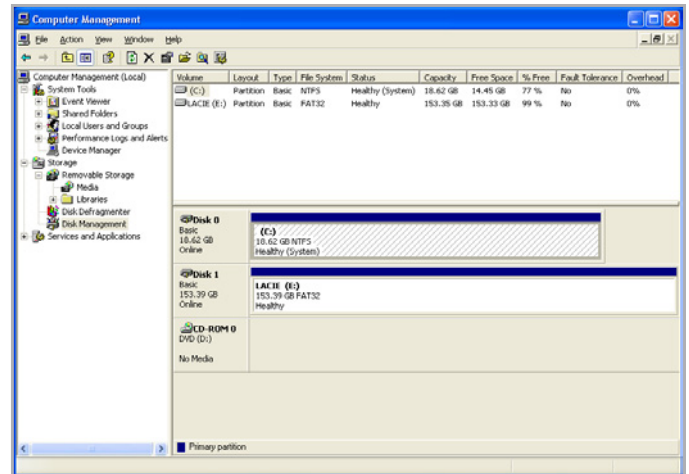 Computer Management
File Action View Window Help
Computer Management (Local)
System Tools
Event Viewer
Shared Folders
Local Users and Groups
Performance Logs and Alerts
Device Manager
Storage
Removable Storage
Media
Libraries
Disk Defragmenter
Disk Management
Services and Applications
Volume Layout Type File System Status Capacity Free Space % Free Fault Tolerance Overhead
(C:) Partition Basic NTFS Healthy (System) 18.62 GB 14.45 GB 77 % No 0%
LACIE (E:) Partition Basic FAT32 Healthy 153.35 GB 153.33 GB 99 % No 0%
Disk 0
Basic
18.62 GB
Online
(C:)
18.62 GB NTFS
Healthy (System)
Disk 1
Basic
153.39 GB
Online
LACIE (E:)
153.39 GB FAT32
Healthy
CD-ROM 0
DVD (D:)
No Media
Primary partition